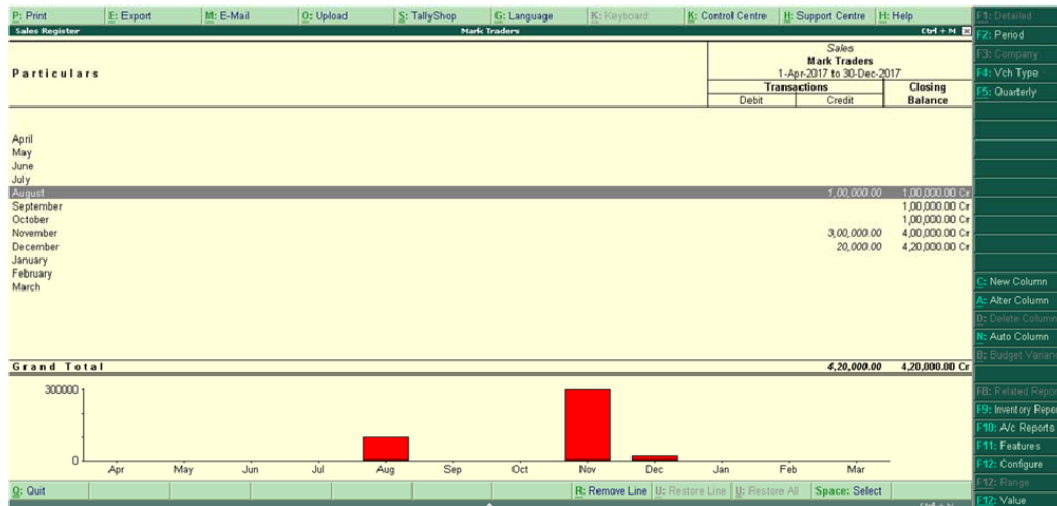 P: Print E: Export M: E-Mail O: Upload S: TallyShop G: Language K: Keyboard K: Control Centre H: Support Centre H: Help F1: Detailed
Sales Register Mark Traders Ctrl + M
F2: Period
F3: Company
F4: Vch Type
F5: Quarterly
Sales
Mark Traders
Particulars 1-Apr-2017 to 30-Dec-2017
Transactions Closing
Debit Credit Balance
April
May
June
July
August 1,00,000.00 1,00,000.00 Cr
September 1,00,000.00 Cr
October 1,00,000.00 Cr
November 3,00,000.00 4,00,000.00 Cr
December 20,000.00 4,20,000.00 Cr
January
February
March
C: New Column
A: Alter Column
D: Delete Column
N: Auto Column
B: Budget Varian
Grand Total 4,20,000.00 4,20,000.00 Cr
300000
0
Apr May Jun Jul Aug Sep Oct Nov Dec Jan Feb Mar
F8: Related Repor
F9: Inventory Repor
F10: A/c Reports
F11: Features
F12: Configure
F12: Range
F12: Value
Q: Quit R: Remove Line U: Restore Line U: Restore All Space: Select